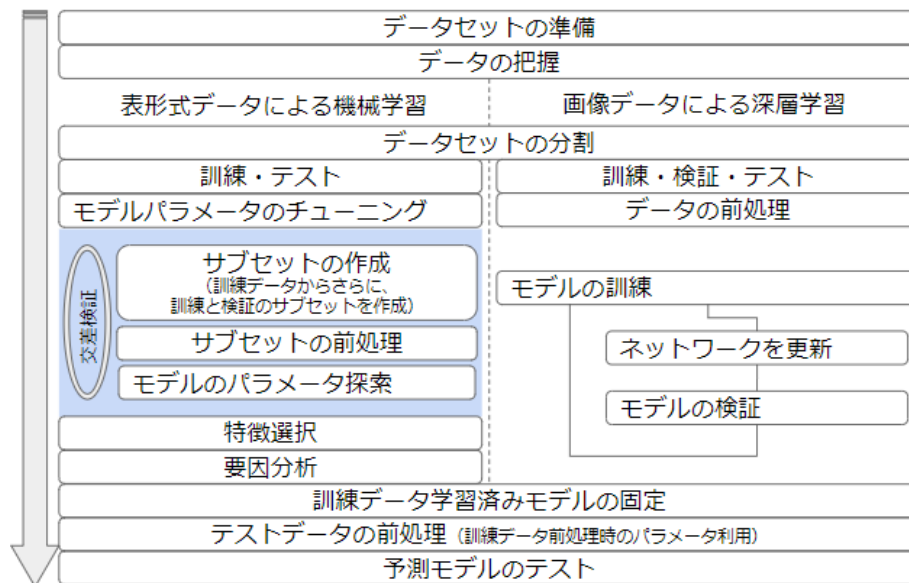 データセットの準備
データの把握
表形式データによる機械学習
画像データによる深層学習
データセットの分割
訓練・テスト
訓練・検証・テスト
モデルパラメータのチューニング
データの前処理
交差検証
サブセットの作成
(訓練データからさらに、
訓練と検証のサブセットを作成)
サブセットの前処理
モデルのパラメータ探索
モデルの訓練
ネットワークを更新
モデルの検証
特徴選択
要因分析
訓練データ学習済みモデルの固定
テストデータの前処理 (訓練データ前処理時のパラメータ利用)
予測モデルのテスト